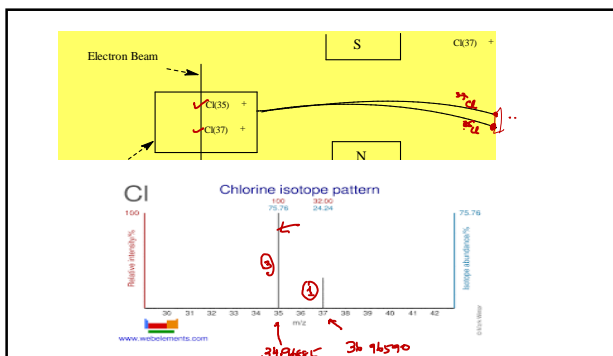 S
Cl(37) +
Electron Beam
Cl(35) +
Cl(37) +
37Cl
35Cl
N
Cl
Chlorine isotope pattern
100 32.00
75.76 24.24
100
75.76
Relative intensity/%
Isotope abundance/%
3
1
30 31 32 33 34 35 36 37 38 39 40 41 42
m/z
www.webelements.com
36 96590